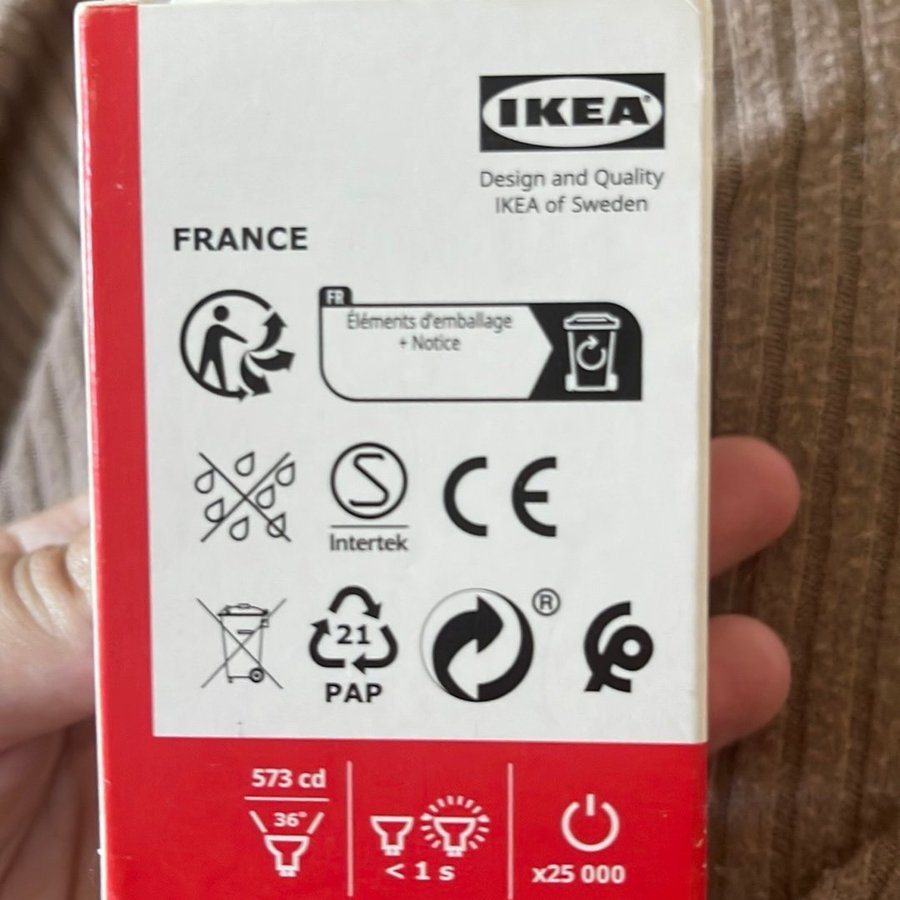 IKEA®
Design and Quality
IKEA of Sweden
FRANCE
FR
Éléments d'emballage
+ Notice
S
Intertek
CE
21
PAP
®
573 cd
36°
< 1 s
x25 000